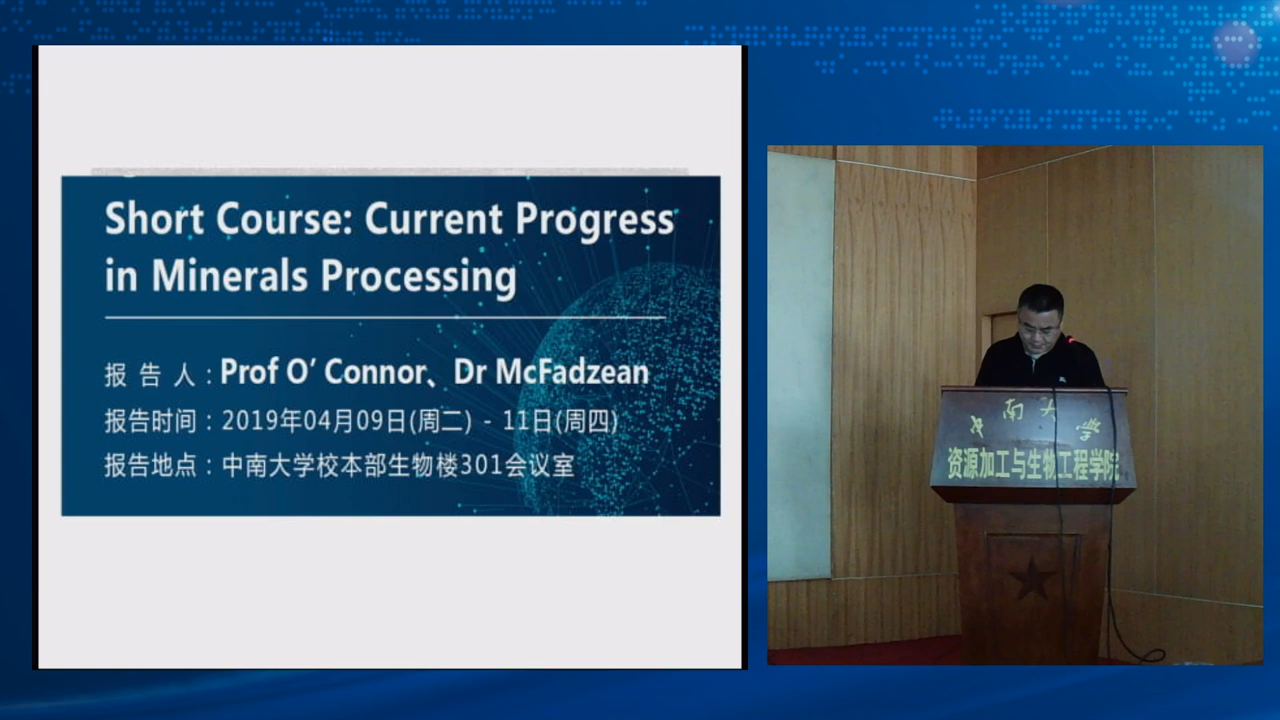 Short Course: Current Progress
in Minerals Processing
报 告 人：Prof O’ Connor、Dr McFadzean
报告时间：2019年04月09日(周二) - 11日(周四)
报告地点：中南大学校本部生物楼301会议室
中南大学
资源加工与生物工程学院